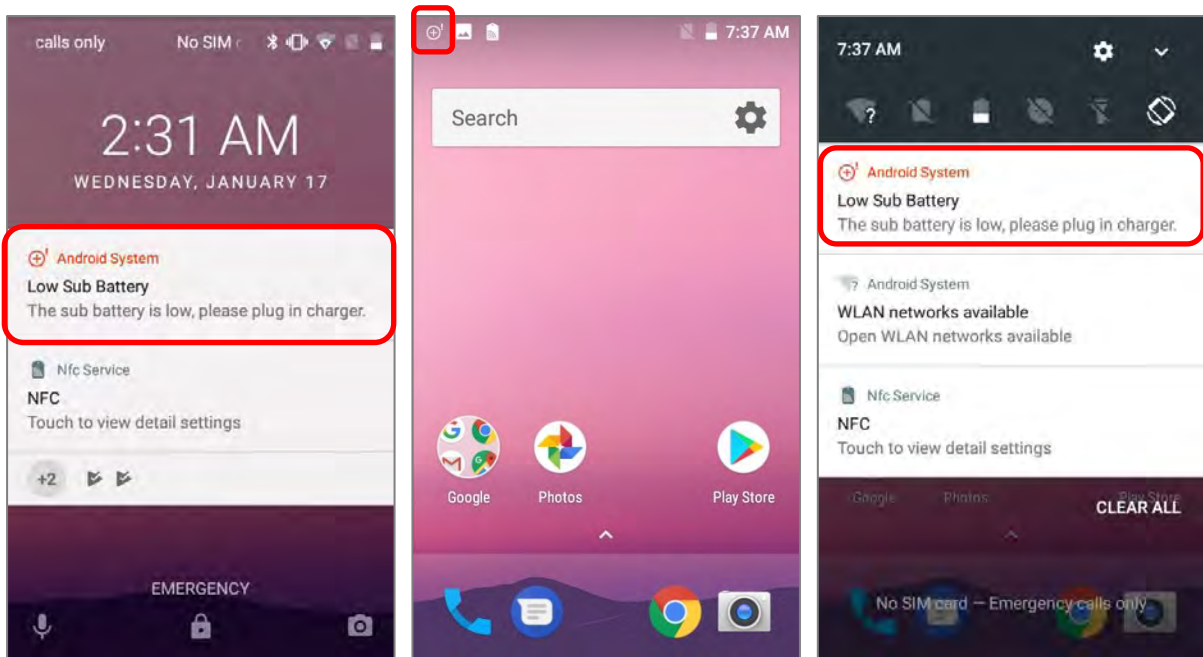 calls only No SIM
2:31 AM
WEDNESDAY, JANUARY 17
Android System
Low Sub Battery
The sub battery is low, please plug in charger.
Nfc Service
NFC
Touch to view detail settings
+2
EMERGENCY
7:37 AM
Search
Google Photos Play Store
7:37 AM
Android System
Low Sub Battery
The sub battery is low, please plug in charger.
Android System
WLAN networks available
Open WLAN networks available
Nfc Service
NFC
Touch to view detail settings
Google Photos Play Store
CLEAR ALL
No SIM card — Emergency calls only